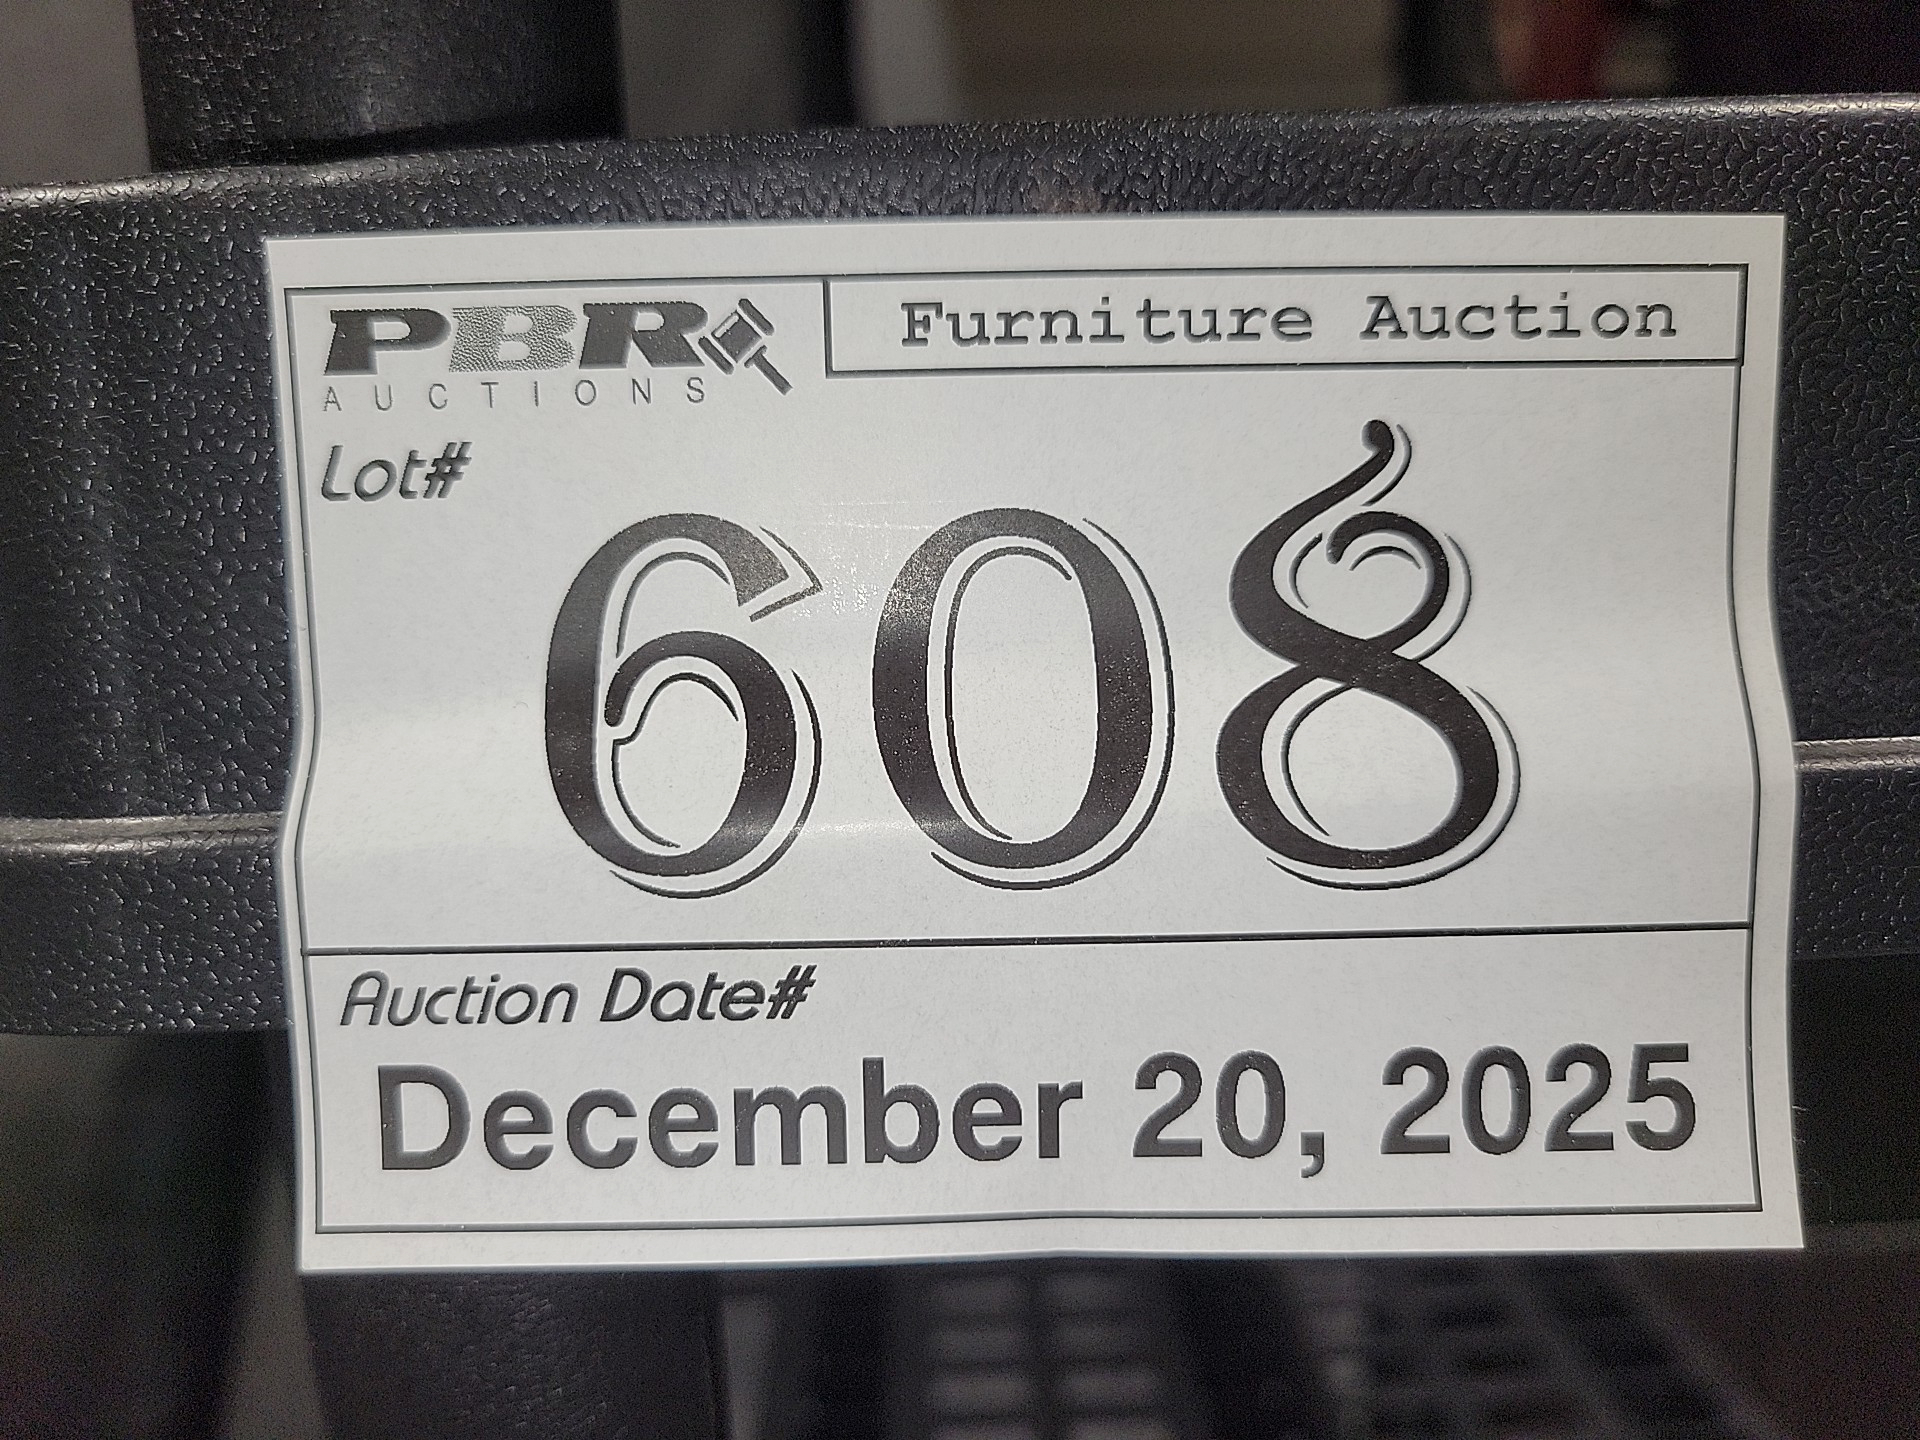 PBR
AUCTIONS
Furniture Auction
Lot#
608
Auction Date#
December 20, 2025